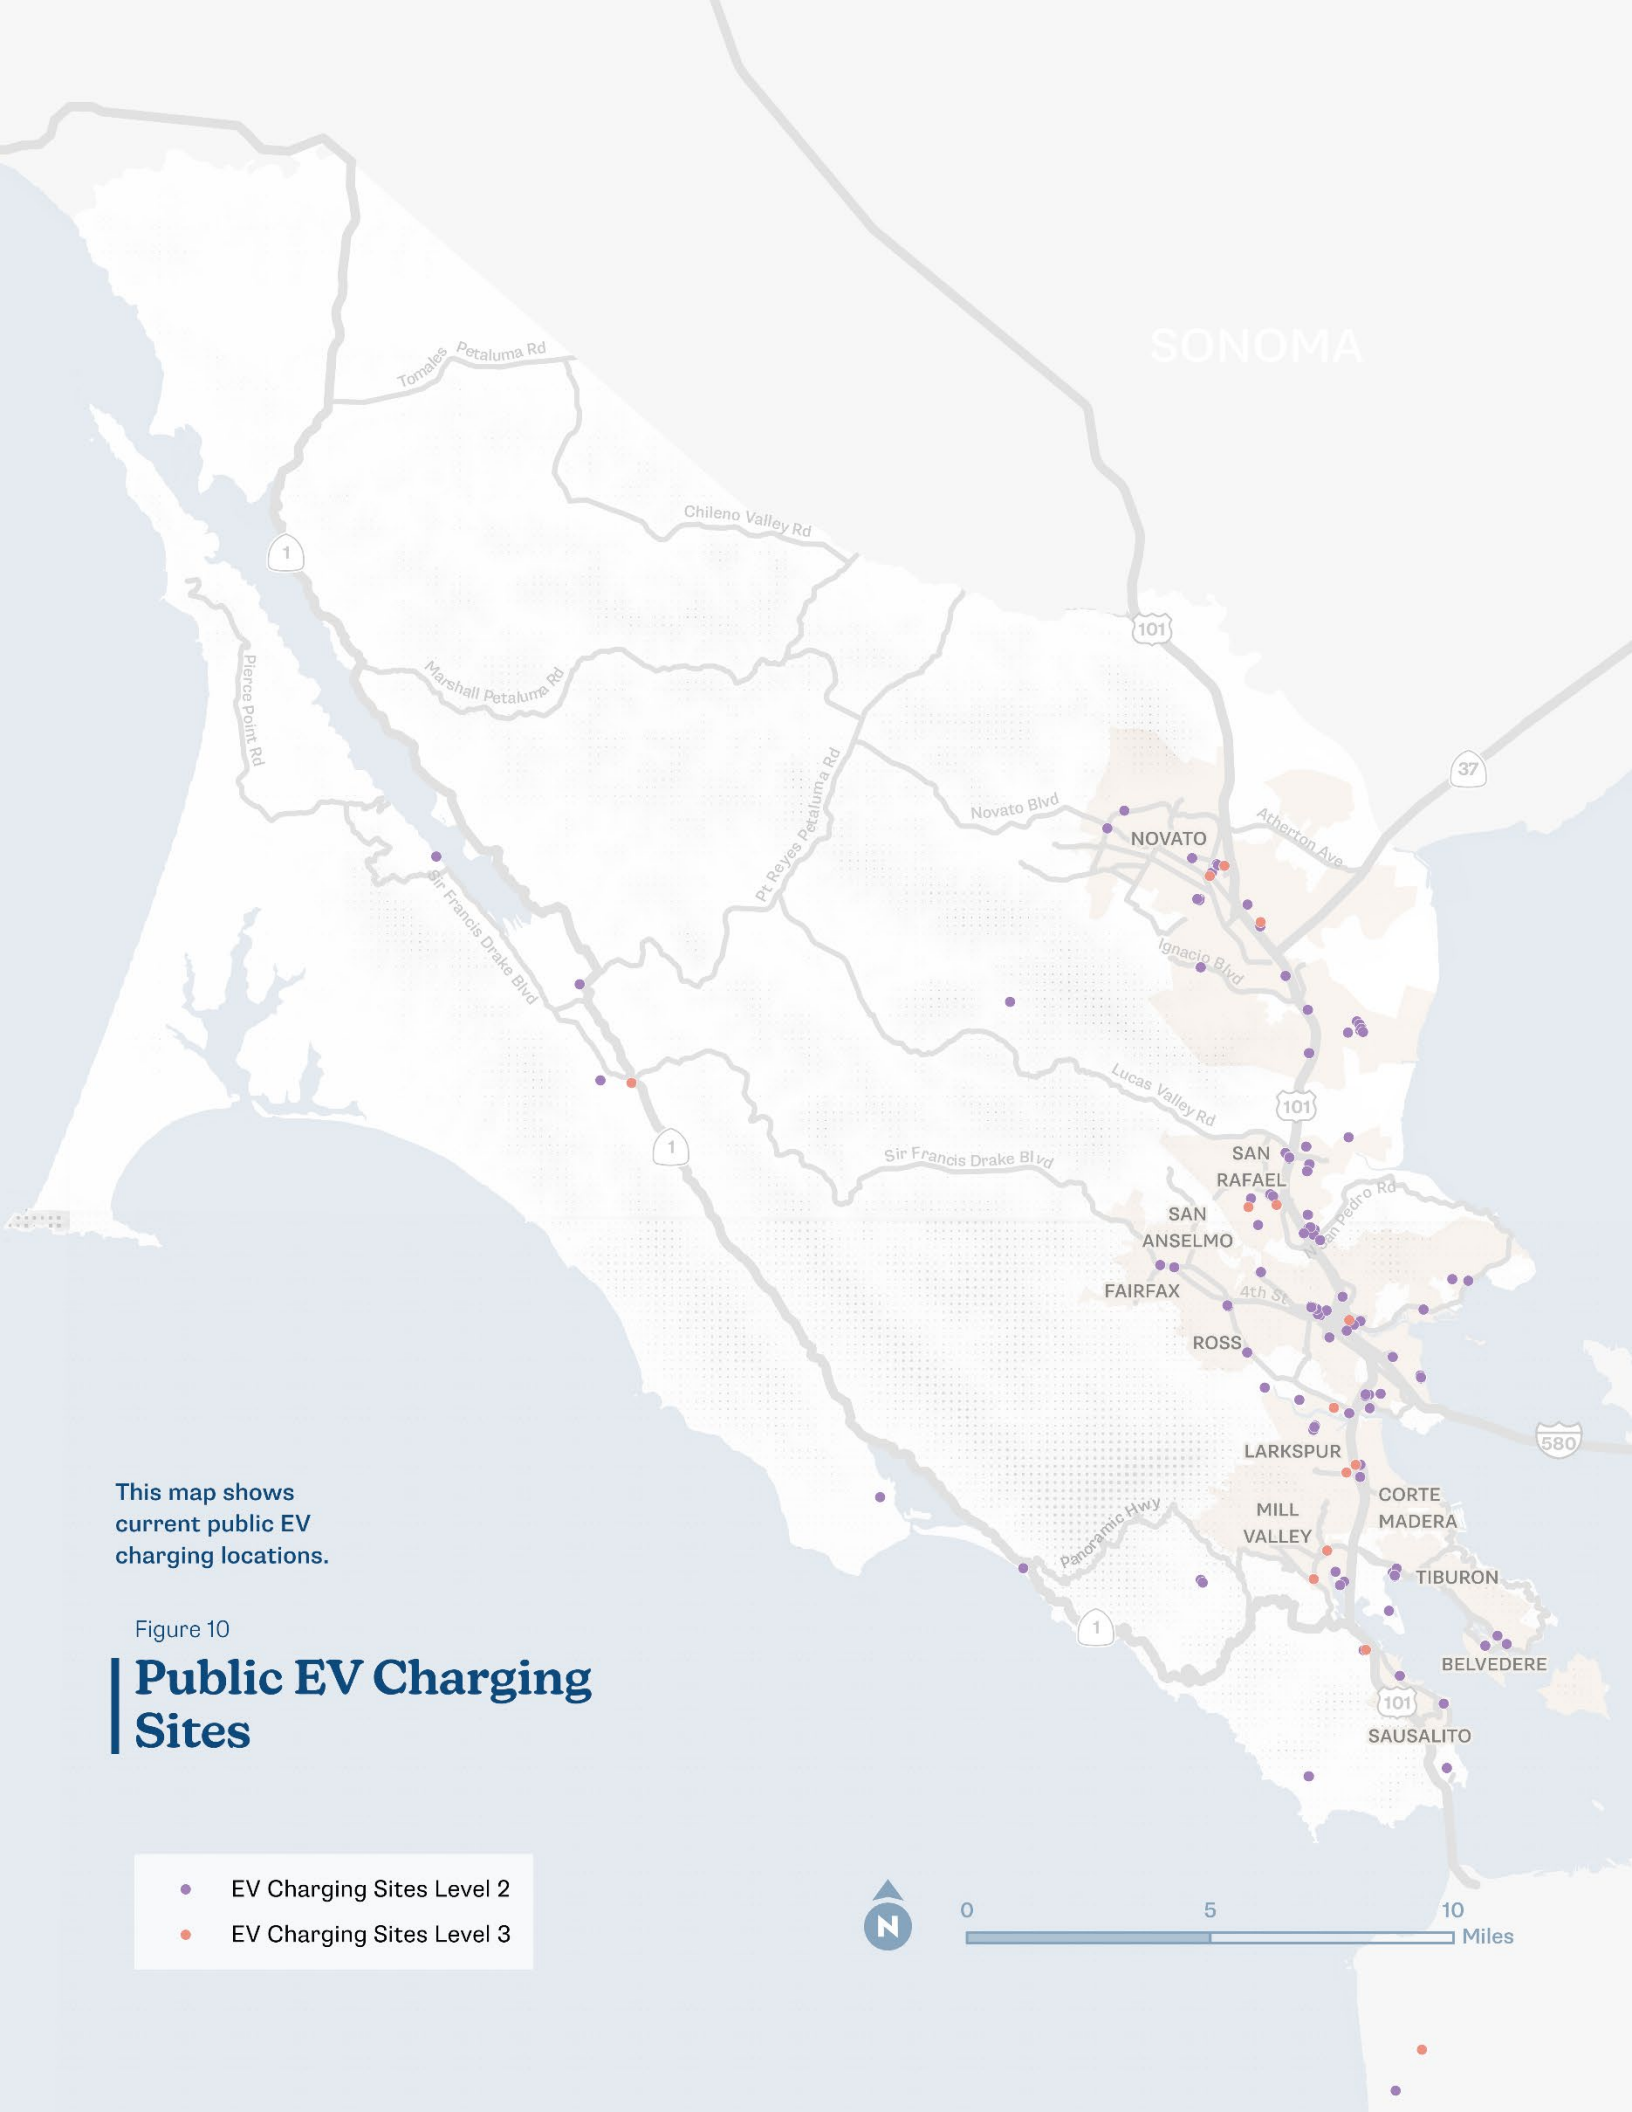 SONOMA
Tomales Petaluma Rd
Chileno Valley Rd
1
101
Marshall Petaluma Rd
Pierce Point Rd
37
Pt Reyes Petaluma Rd
Novato Blvd
Atherton Ave
NOVATO
Sir Francis Drake Blvd
Ignacio Blvd
Lucas Valley Rd
101
1
Sir Francis Drake Blvd
SAN
RAFAEL
N San Pedro Rd
SAN
ANSELMO
FAIRFAX
4th St
ROSS
580
LARKSPUR
This map shows
current public EV
charging locations.
CORTE
MADERA
MILL
VALLEY
Panoramic Hwy
TIBURON
1
Figure 10
Public EV Charging
Sites
BELVEDERE
101
SAUSALITO
EV Charging Sites Level 2
EV Charging Sites Level 3
N
0 5 10
Miles